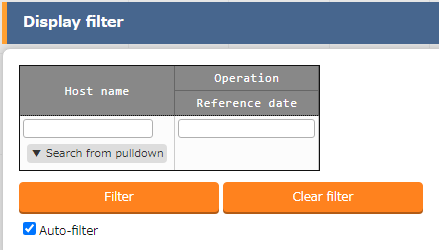 Display filter
Host name
Operation
Reference date
▼ Search from pulldown
Filter
Clear filter
Auto-filter